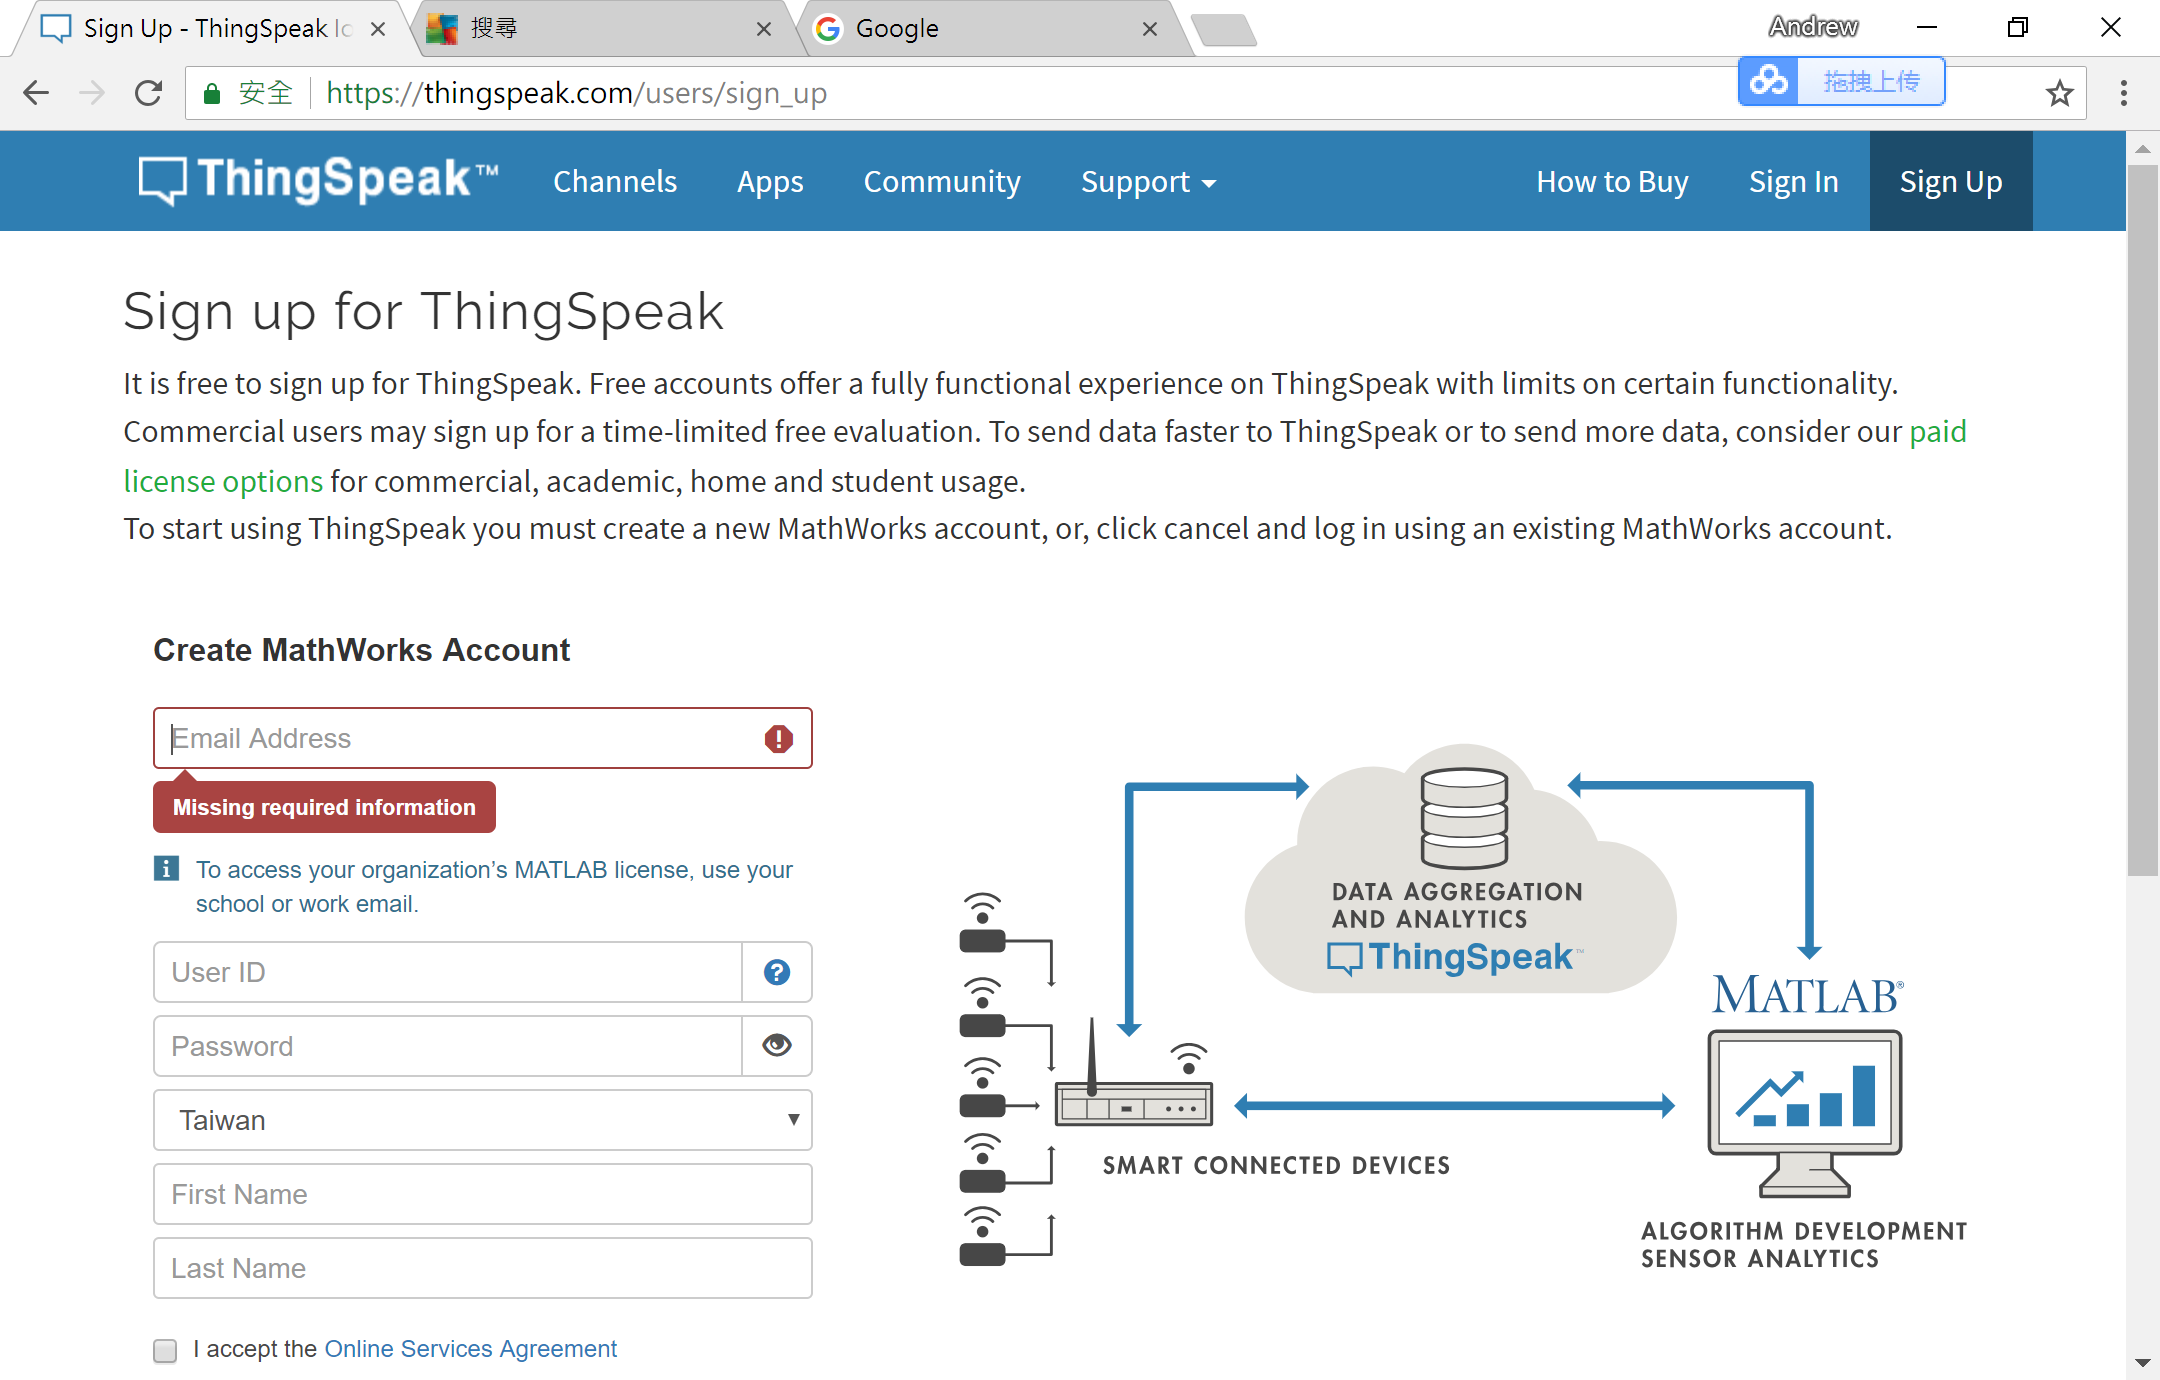 Sign Up - ThingSpeak Io
搜尋
Google
Andrew
安全
https://thingspeak.com/users/sign_up
拖拽上传
ThingSpeak™
Channels
Apps
Community
Support
How to Buy
Sign In
Sign Up
Sign up for ThingSpeak
It is free to sign up for ThingSpeak. Free accounts offer a fully functional experience on ThingSpeak with limits on certain functionality.
Commercial users may sign up for a time-limited free evaluation. To send data faster to ThingSpeak or to send more data, consider our paid
license options for commercial, academic, home and student usage.
To start using ThingSpeak you must create a new MathWorks account, or, click cancel and log in using an existing MathWorks account.
Create MathWorks Account
Email Address
Missing required information
To access your organization’s MATLAB license, use your
school or work email.
User ID
Password
Taiwan
First Name
Last Name
I accept the Online Services Agreement
DATA AGGREGATION
AND ANALYTICS
ThingSpeak™
MATLAB®
SMART CONNECTED DEVICES
ALGORITHM DEVELOPMENT
SENSOR ANALYTICS